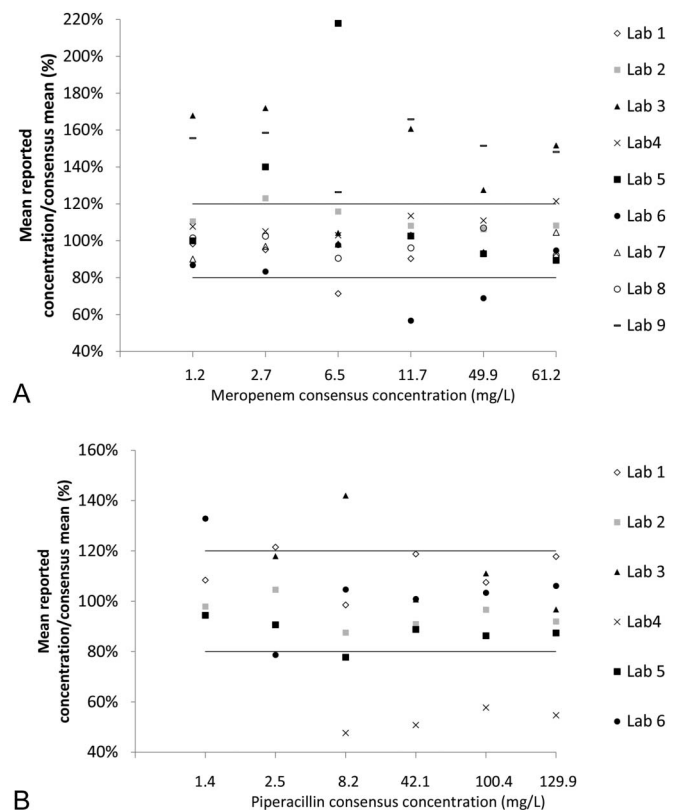 220%
200%
180%
160%
140%
120%
100%
80%
60%
40%
Mean reported
concentration/consensus mean (%)
1.2 2.7 6.5 11.7 49.9 61.2
Meropenem consensus concentration (mg/L)
Lab 1
Lab 2
Lab 3
Lab4
Lab 5
Lab 6
Lab 7
Lab 8
Lab 9
A
160%
140%
120%
100%
80%
60%
40%
Mean reported
concentration/consensus mean (%)
1.4 2.5 8.2 42.1 100.4 129.9
Piperacillin consensus concentration (mg/L)
Lab 1
Lab 2
Lab 3
Lab4
Lab 5
Lab 6
B